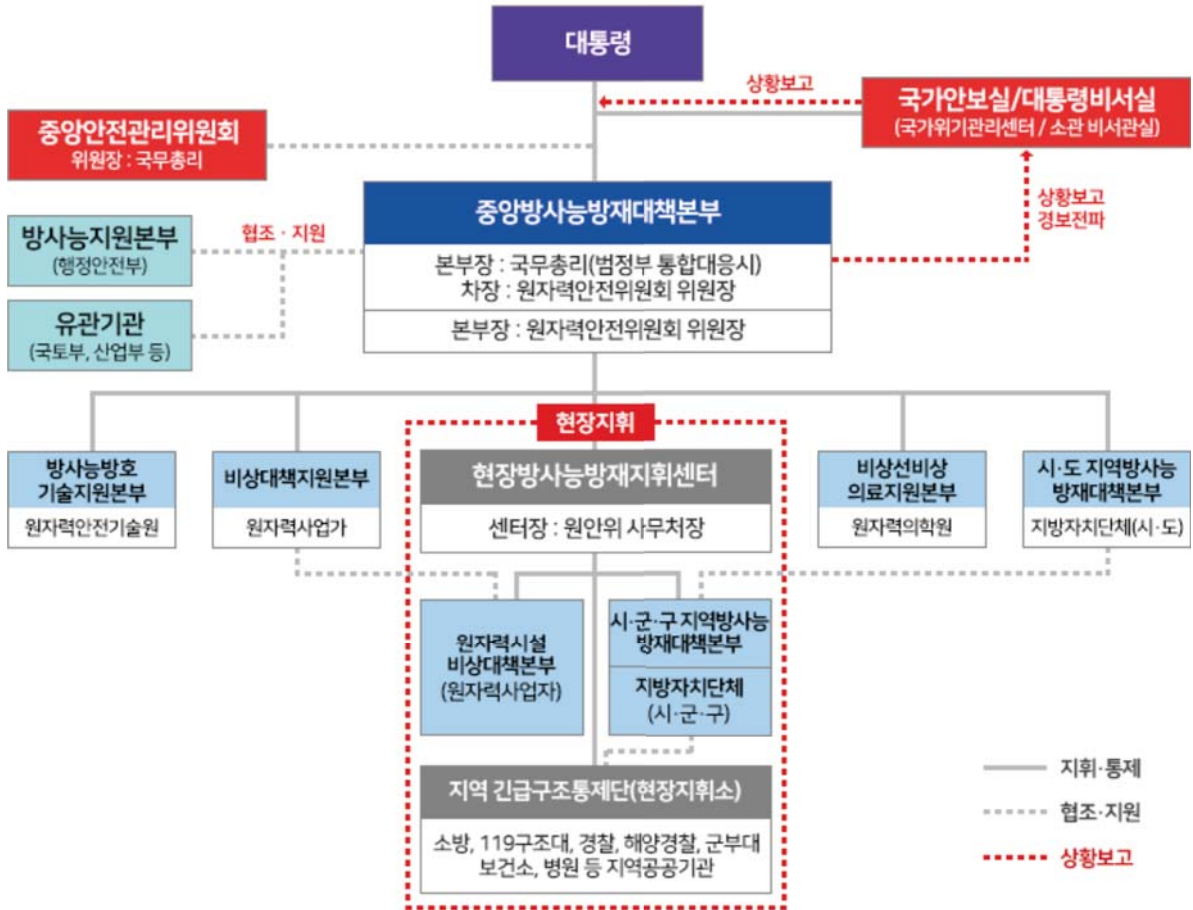 대통령
상황보고
국가안보실/대통령비서실
(국가위기관리센터 / 소관 비서관실)
중앙안전관리위원회
위원장 : 국무총리
중앙방사능방재대책본부
상황보고
경보전파
방사능지원본부
(행정안전부)
협조 · 지원
본부장 : 국무총리(범정부 통합대응시)
차장 : 원자력안전위원회 위원장
본부장 : 원자력안전위원회 위원장
유관기관
(국토부, 산업부 등)
현장지휘
방사능방호
기술지원본부
원자력안전기술원
비상대책지원본부
원자력사업가
현장방사능방재지휘센터
센터장 : 원안위 사무처장
비상선비상
의료지원본부
원자력의학원
시·도 지역방사능
방재대책본부
지방자치단체(시·도)
원자력시설
비상대책본부
(원자력사업자)
시·군·구 지역방사능
방재대책본부
지방자치단체
(시·군·구)
지역 긴급구조통제단(현장지휘소)
소방, 119구조대, 경찰, 해양경찰, 군부대
보건소, 병원 등 지역공공기관
지휘·통제
협조·지원
상황보고